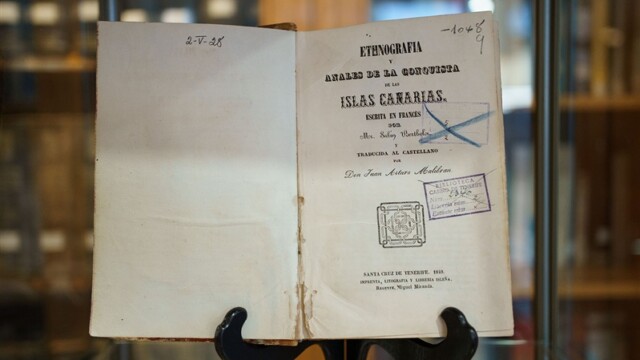 2-V-28
-1048
9
ETHNOGRAFIA
Y
ANALES DE LA CONQUISTA
DE LAS
ISLAS CAÑARIAS,
ESCRITA EN FRANCÉS
POR
Mr. Sabin Berthelot
Y
TRADUCIDA AL CASTELLANO
POR
Don Juan Arturo Malibran.
BIBLIOTECA
SANTA CRUZ DE TENERIFE.
IMPRENTA, LITOGRAFIA Y LIBRERIA ISLEÑA.
Regente, Miguel Miranda.